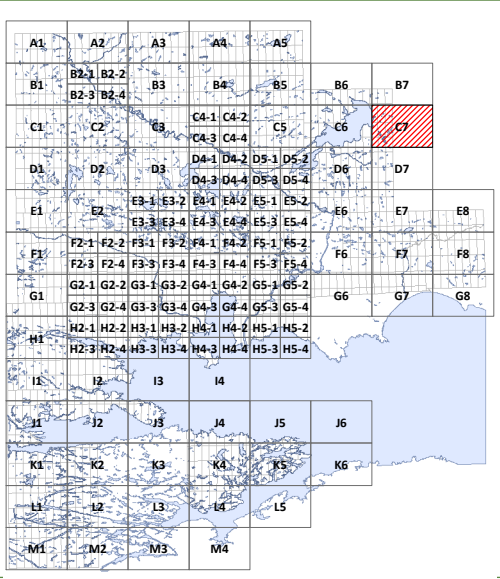 A1 A2 A3 A4 A5
B2-1 B2-2
B1 B3 B4 B5 B6 B7
B2-3 B2-4
C4-1 C4-2
C1 C2 C3 C5 C6 C7
C4-3 C4-4
D4-1 D4-2 D5-1 D5-2
D1 D2 D3 D6 D7
D4-3 D4-4 D5-3 D5-4
E3-1 E3-2 E4-1 E4-2 E5-1 E5-2
E1 E2 E6 E7 E8
E3-3 E3-4 E4-3 E4-4 E5-3 E5-4
F2-1 F2-2 F3-1 F3-2 F4-1 F4-2 F5-1 F5-2
F1 F6 F7 F8
F2-3 F2-4 F3-3 F3-4 F4-3 F4-4 F5-3 F5-4
G2-1 G2-2 G3-1 G3-2 G4-1 G4-2 G5-1 G5-2
G1 G6 G7 G8
G2-3 G2-4 G3-3 G3-4 G4-3 G4-4 G5-3 G5-4
H2-1 H2-2 H3-1 H3-2 H4-1 H4-2 H5-1 H5-2
H1
H2-3 H2-4 H3-3 H3-4 H4-3 H4-4 H5-3 H5-4
I1 I2 I3 I4
J1 J2 J3 J4 J5 J6
K1 K2 K3 K4 K5 K6
L1 L2 L3 L4 L5
M1 M2 M3 M4